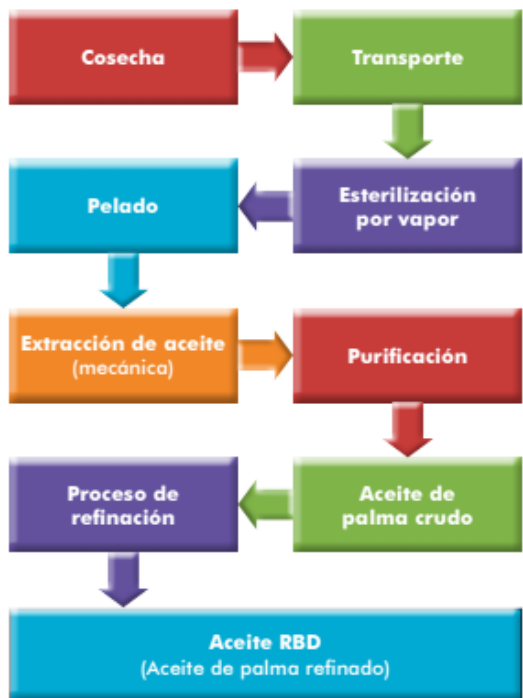 Cosecha
Transporte
Pelado
Esterilización
por vapor
Extracción de aceite
(mecánica)
Purificación
Proceso de
refinación
Aceite de
palma crudo
Aceite RBD
(Aceite de palma refinado)